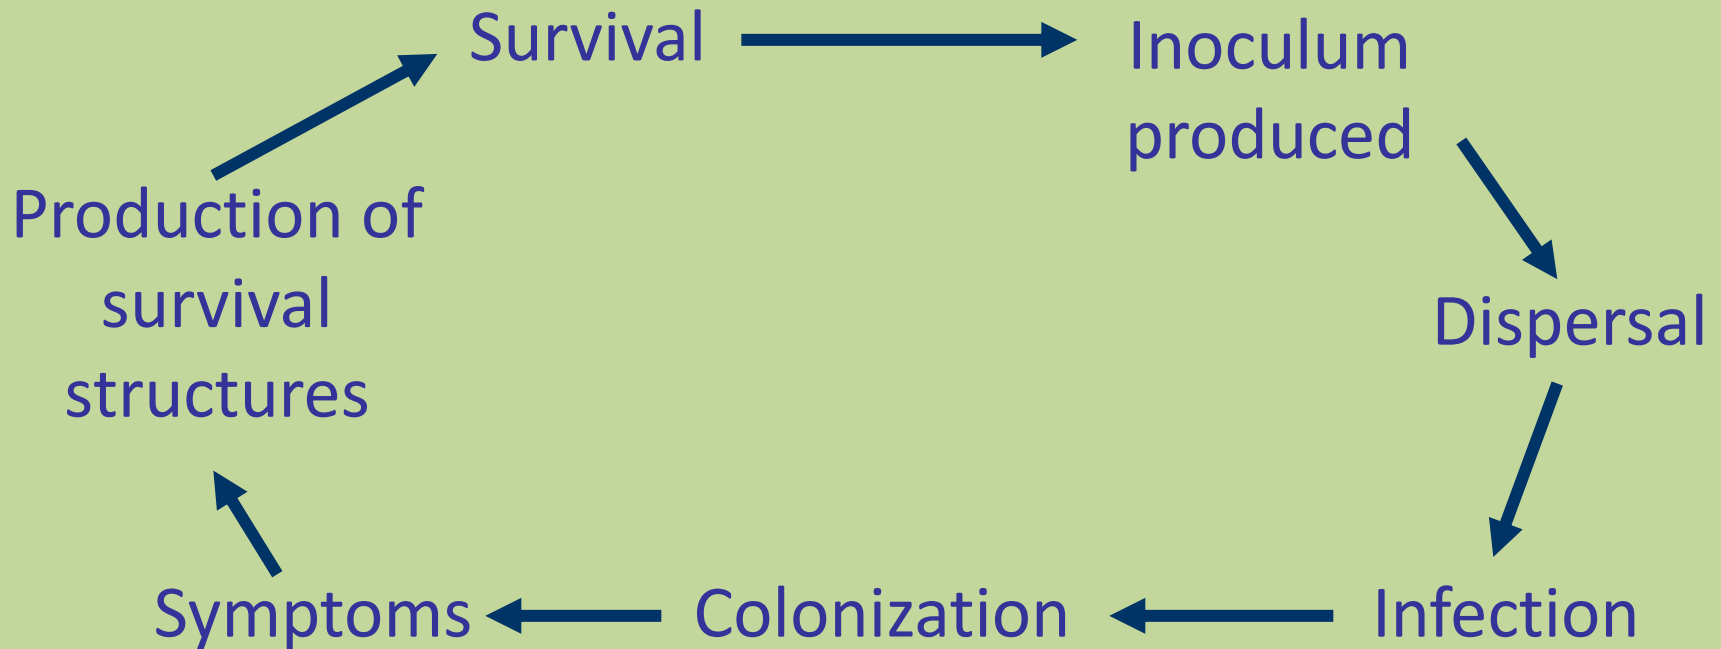 Survival
Inoculum
produced
Production of
survival
structures
Dispersal
Symptoms
Colonization
Infection